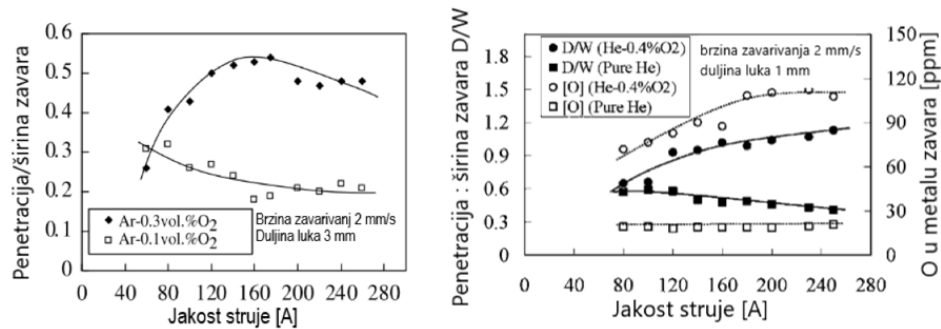 Penetracija/širina zavara
0.6
0.5
0.4
0.3
0.2
0.1
0
Ar-0.3vol.%O2
Ar-0.1vol.%O2
Brzina zavarivanj 2 mm/s
Duljina luka 3 mm
0 40 80 120 160 200 240 280
Jakost struje [A]
Penetracija : širina zavara D/W
1.8
1.5
1.2
0.9
0.6
0.3
0
D/W (He-0.4%O2)
D/W (Pure He)
[O] (He-0.4%O2)
[O] (Pure He)
brzina zavarivanja 2 mm/s
duljina luka 1 mm
150
120
90
60
30
0
O u metalu zavara [ppm]
0 40 80 120 160 200 240 280
Jakost struje [A]